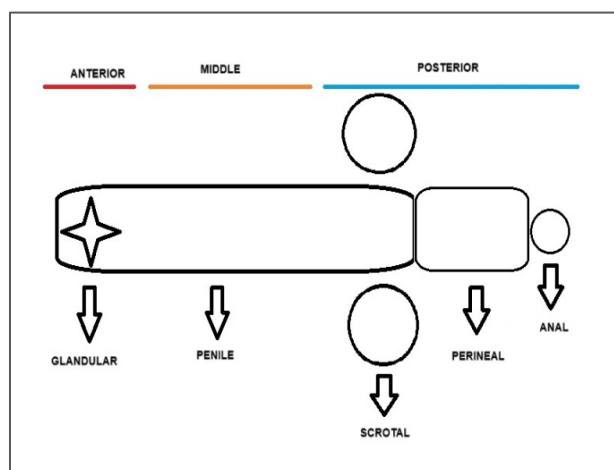 ANTERIOR
MIDDLE
POSTERIOR
GLANDULAR
PENILE
SCROTAL
PERINEAL
ANAL